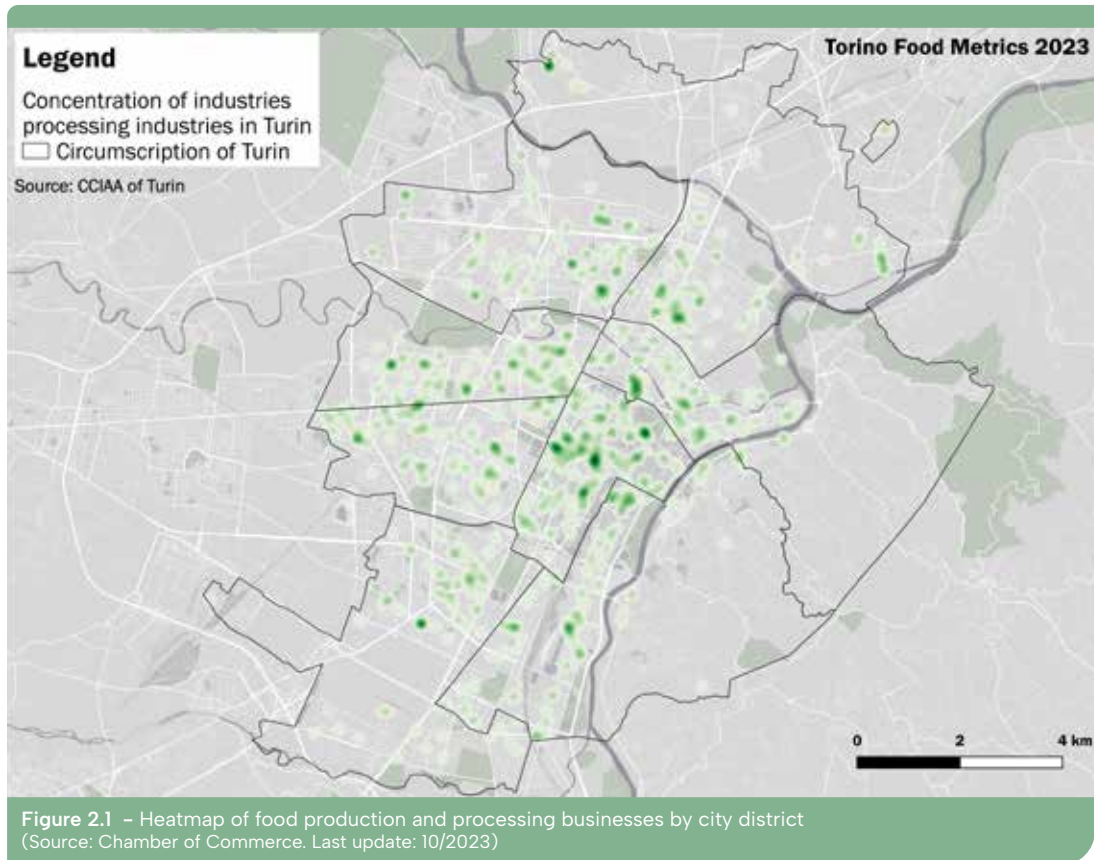 Legend
Concentration of industries
processing industries in Turin
Circumscription of Turin
Source: CCIAA of Turin
Torino Food Metrics 2023
0 2 4 km
Figure 2.1 - Heatmap of food production and processing businesses by city district
(Source: Chamber of Commerce. Last update: 10/2023)